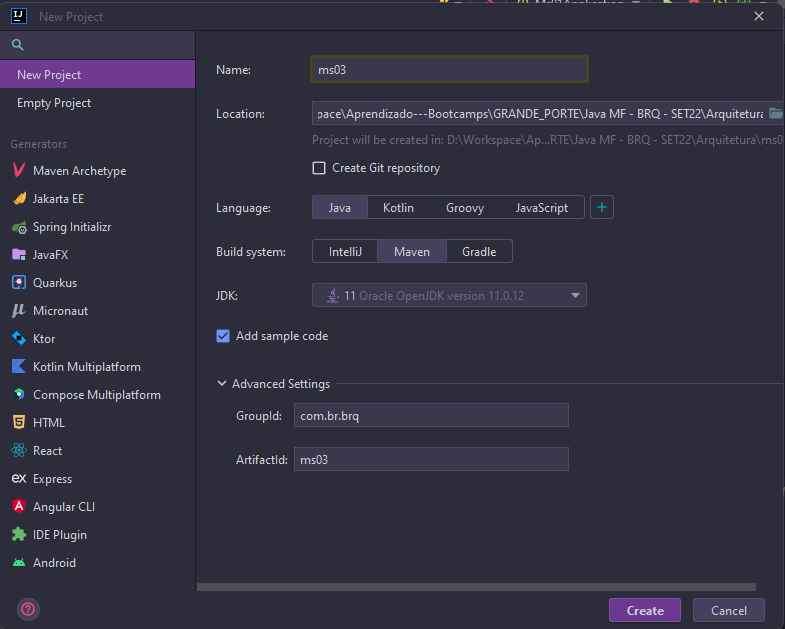 New Project
New Project
Empty Project
Generators
Maven Archetype
Jakarta EE
Spring Initializr
JavaFX
Quarkus
Micronaut
Ktor
Kotlin Multiplatform
Compose Multiplatform
HTML
React
Express
Angular CLI
IDE Plugin
Android
Name: ms03
Location: pace\Aprendizado---Bootcamps\GRANDE_PORTE\Java MF - BRQ - SET22\Arquitetura
Project will be created in: D:\Workspace\Ap...RTE\Java MF - BRQ - SET22\Arquitetura\ms0
Create Git repository
Language: Java Kotlin Groovy JavaScript +
Build system: IntelliJ Maven Gradle
JDK: 11 Oracle OpenJDK version 11.0.12
Add sample code
Advanced Settings
GroupId: com.br.brq
ArtifactId: ms03
? Create Cancel